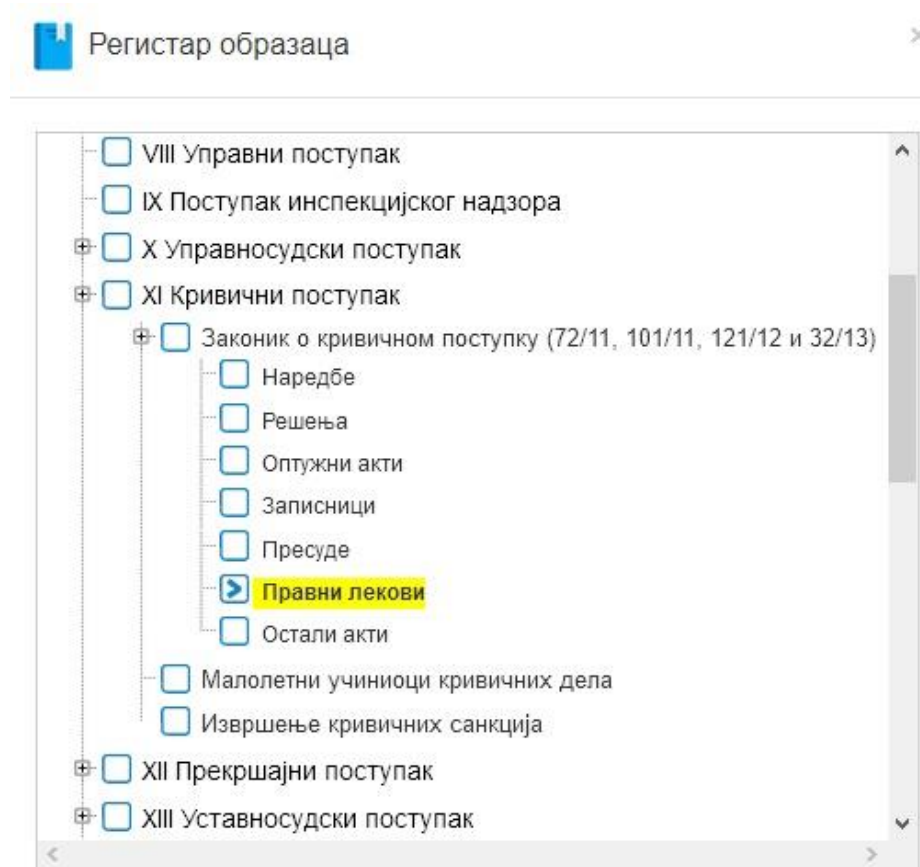 Регистар образаца
VIII Управни поступак
IX Поступак инспекцијског надзора
X Управносудски поступак
XI Кривични поступак
Законик о кривичном поступку (72/11, 101/11, 121/12 и 32/13)
Наредбе
Решења
Оптужни акти
Записници
Пресуде
Правни лекови
Остали акти
Малолетни учиниоци кривичних дела
Извршење кривичних санкција
XII Прекршајни поступак
XIII Уставносудски поступак